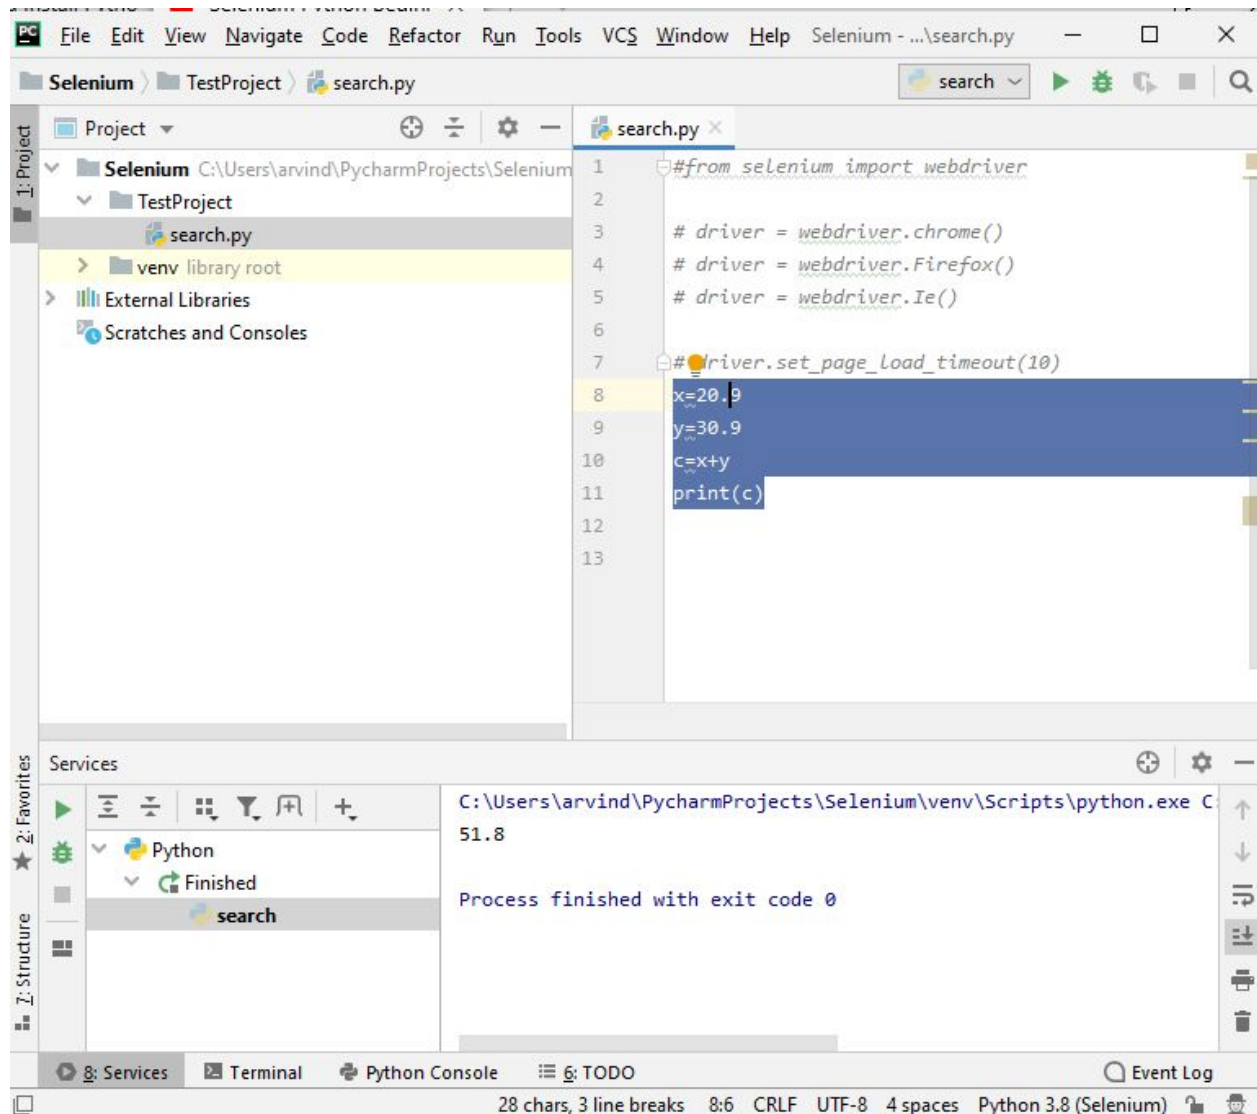 File Edit View Navigate Code Refactor Run Tools VCS Window Help Selenium - ...\search.py
Selenium TestProject search.py
search
1: Project
Project
Selenium C:\Users\arvind\PycharmProjects\Selenium
TestProject
search.py
venv library root
External Libraries
Scratches and Consoles
search.py
1 #from selenium import webdriver
2
3 # driver = webdriver.chrome()
4 # driver = webdriver.Firefox()
5 # driver = webdriver.Ie()
6
7 # driver.set_page_load_timeout(10)
8 x=20.9
9 y=30.9
10 c=x+y
11 print(c)
12
13
2: Favorites
7: Structure
Services
Python
Finished
search
C:\Users\arvind\PycharmProjects\Selenium\venv\Scripts\python.exe C:
51.8
Process finished with exit code 0
8: Services Terminal Python Console 6: TODO Event Log
28 chars, 3 line breaks 8:6 CRLF UTF-8 4 spaces Python 3.8 (Selenium)